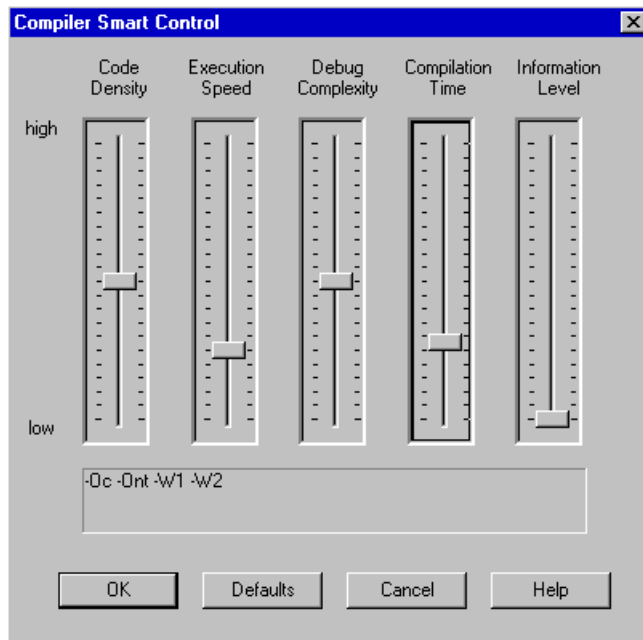 Compiler Smart Control
Code Density
Execution Speed
Debug Complexity
Compilation Time
Information Level
high
low
-Oc -Ont -W1 -W2
OK
Defaults
Cancel
Help